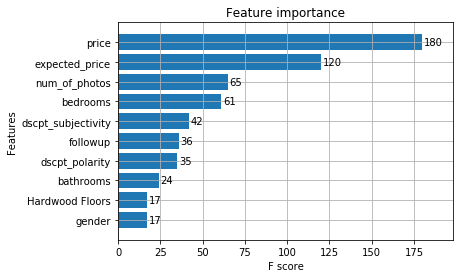 Feature importance
Features
price 180
expected_price 120
num_of_photos 65
bedrooms 61
dscpt_subjectivity 42
followup 36
dscpt_polarity 35
bathrooms 24
Hardwood Floors 17
gender 17
0 25 50 75 100 125 150 175
F score